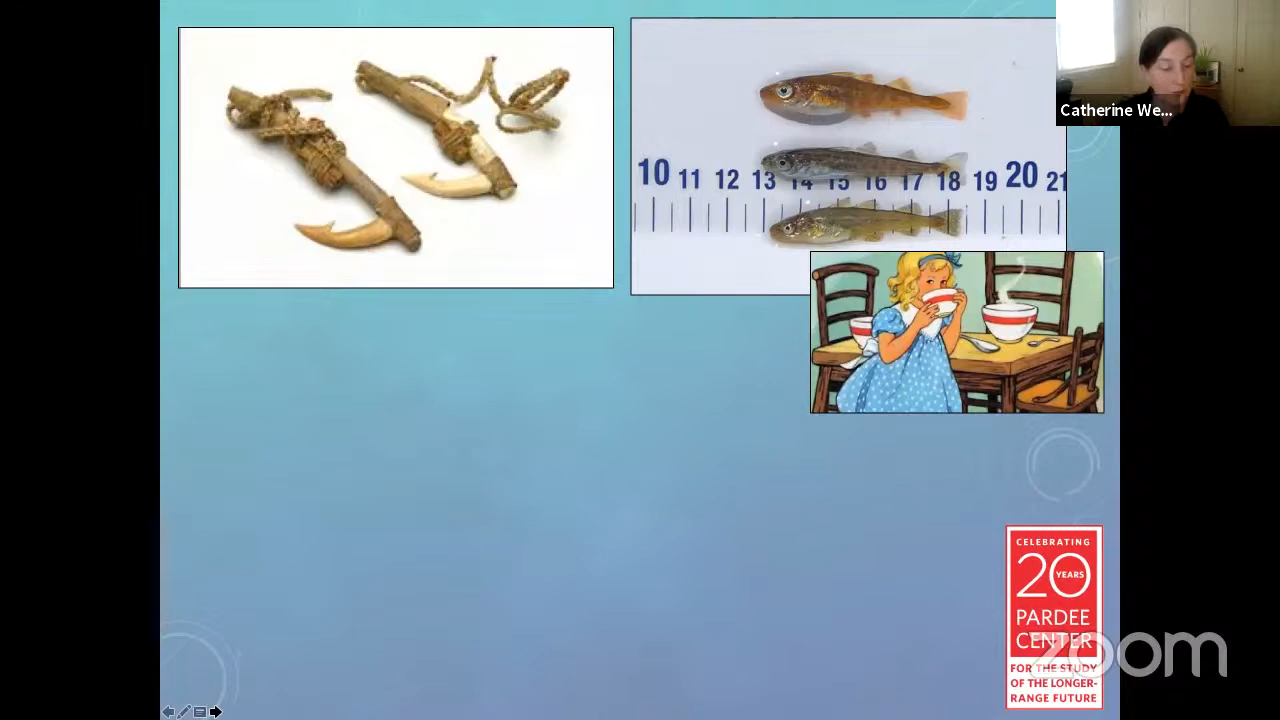 Catherine We...
10 11 12 13 14 15 16 17 18 19 20 21
CELEBRATING
20
YEARS
PARDEE
CENTER
zoom
FOR THE STUDY
OF THE LONGER-
RANGE FUTURE